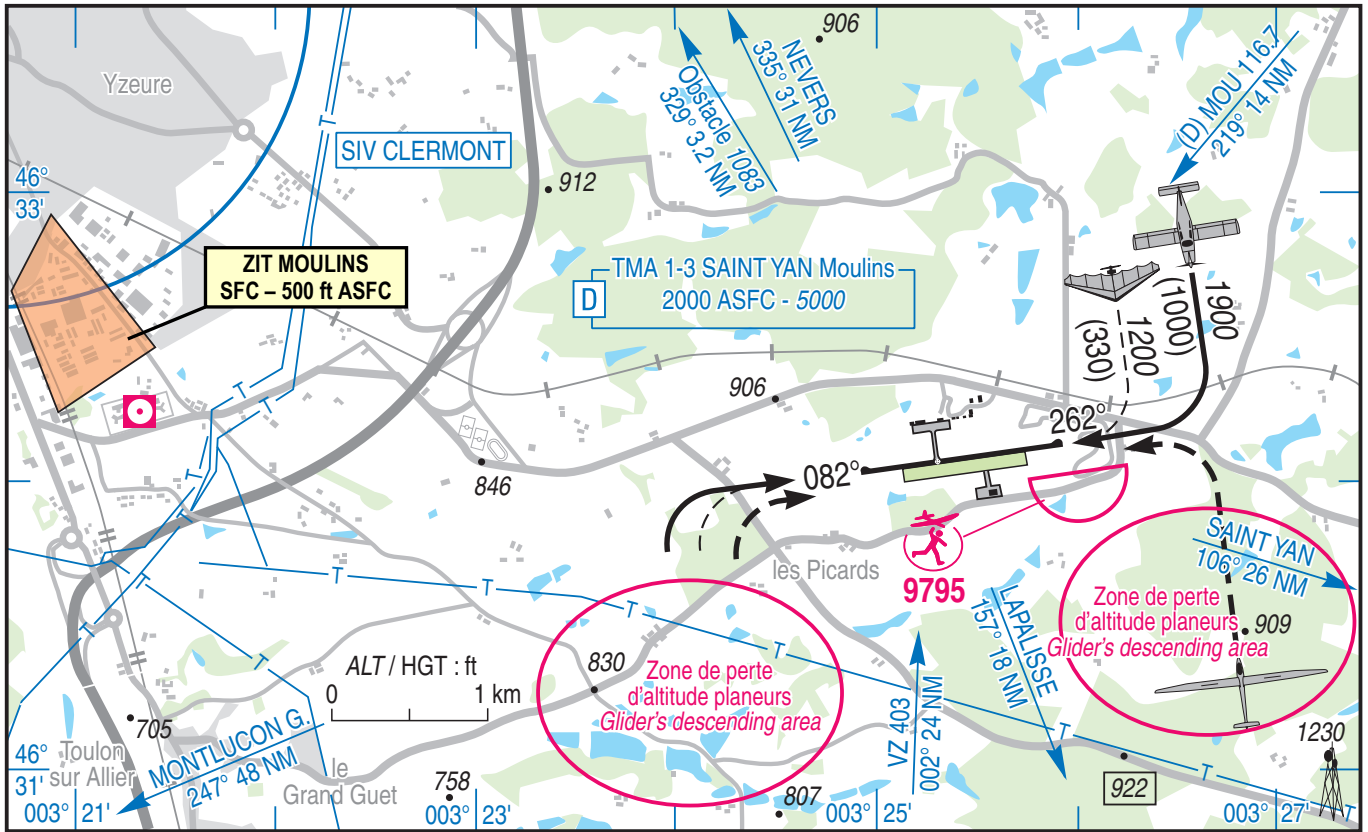 906
NEVERS
335° 31 NM
Obstacle 1083
329° 3.2 NM
(D) MOU 116.7
219° 14 NM
Yzeure
T
SIV CLERMONT
46°
33'
912
ZIT MOULINS
SFC – 500 ft ASFC
TMA 1-3 SAINT YAN Moulins
D
2000 ASFC - 5000
1900
(1000)
1200
(330)
T
T
906
262°
T
082°
846
SAINT YAN
106° 26 NM
les Picards
9795
T
T
T
T
T
LAPALISSE
157° 18 NM
Zone de perte
d'altitude planeurs
Glider's descending area
909
ALT / HGT : ft
0
1 km
830
Zone de perte
d'altitude planeurs
Glider's descending area
VZ 403
002° 24 NM
T
705
MONTLUCON G.
247° 48 NM
Toulon
sur Allier
le
Grand Guet
T
1230
46°
31'
758
922
T
807
T
003° 21'
003° 23'
003° 25'
003° 27'